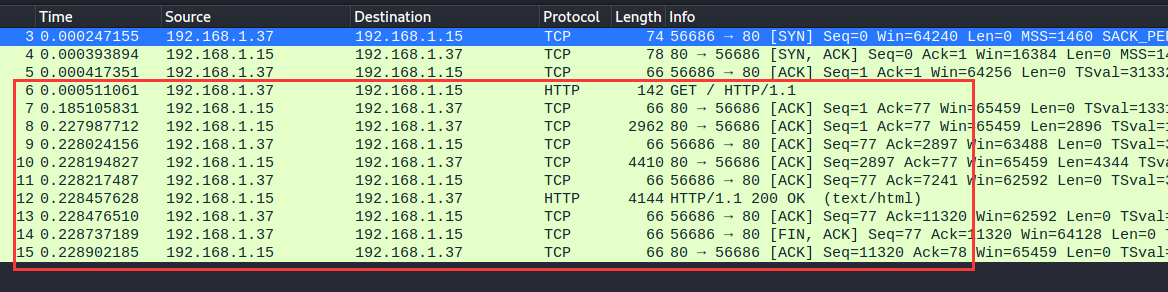 Time Source Destination Protocol Length Info
3 0.000247155 192.168.1.37 192.168.1.15 TCP 74 56686 → 80 [SYN] Seq=0 Win=64240 Len=0 MSS=1460 SACK_PE
4 0.000393894 192.168.1.15 192.168.1.37 TCP 78 80 → 56686 [SYN, ACK] Seq=0 Ack=1 Win=16384 Len=0 MSS=14
5 0.000417351 192.168.1.37 192.168.1.15 TCP 66 56686 → 80 [ACK] Seq=1 Ack=1 Win=64256 Len=0 TSval=31332
6 0.000511061 192.168.1.37 192.168.1.15 HTTP 142 GET / HTTP/1.1
7 0.185105831 192.168.1.15 192.168.1.37 TCP 66 80 → 56686 [ACK] Seq=1 Ack=77 Win=65459 Len=0 TSval=1331
8 0.227987712 192.168.1.15 192.168.1.37 TCP 2962 80 → 56686 [ACK] Seq=1 Ack=77 Win=65459 Len=2896 TSval=1
9 0.228024156 192.168.1.37 192.168.1.15 TCP 66 56686 → 80 [ACK] Seq=77 Ack=2897 Win=63488 Len=0 TSval=3
10 0.228194827 192.168.1.15 192.168.1.37 TCP 4410 80 → 56686 [ACK] Seq=2897 Ack=77 Win=65459 Len=4344 TSva
11 0.228217487 192.168.1.37 192.168.1.15 TCP 66 56686 → 80 [ACK] Seq=77 Ack=7241 Win=62592 Len=0 TSval=3
12 0.228457628 192.168.1.15 192.168.1.37 HTTP 4144 HTTP/1.1 200 OK (text/html)
13 0.228476510 192.168.1.37 192.168.1.15 TCP 66 56686 → 80 [ACK] Seq=77 Ack=11320 Win=62592 Len=0 TSval=
14 0.228737189 192.168.1.37 192.168.1.15 TCP 66 56686 → 80 [FIN, ACK] Seq=77 Ack=11320 Win=64128 Len=0 T
15 0.228902185 192.168.1.15 192.168.1.37 TCP 66 80 → 56686 [ACK] Seq=11320 Ack=78 Win=65459 Len=0 TSval=